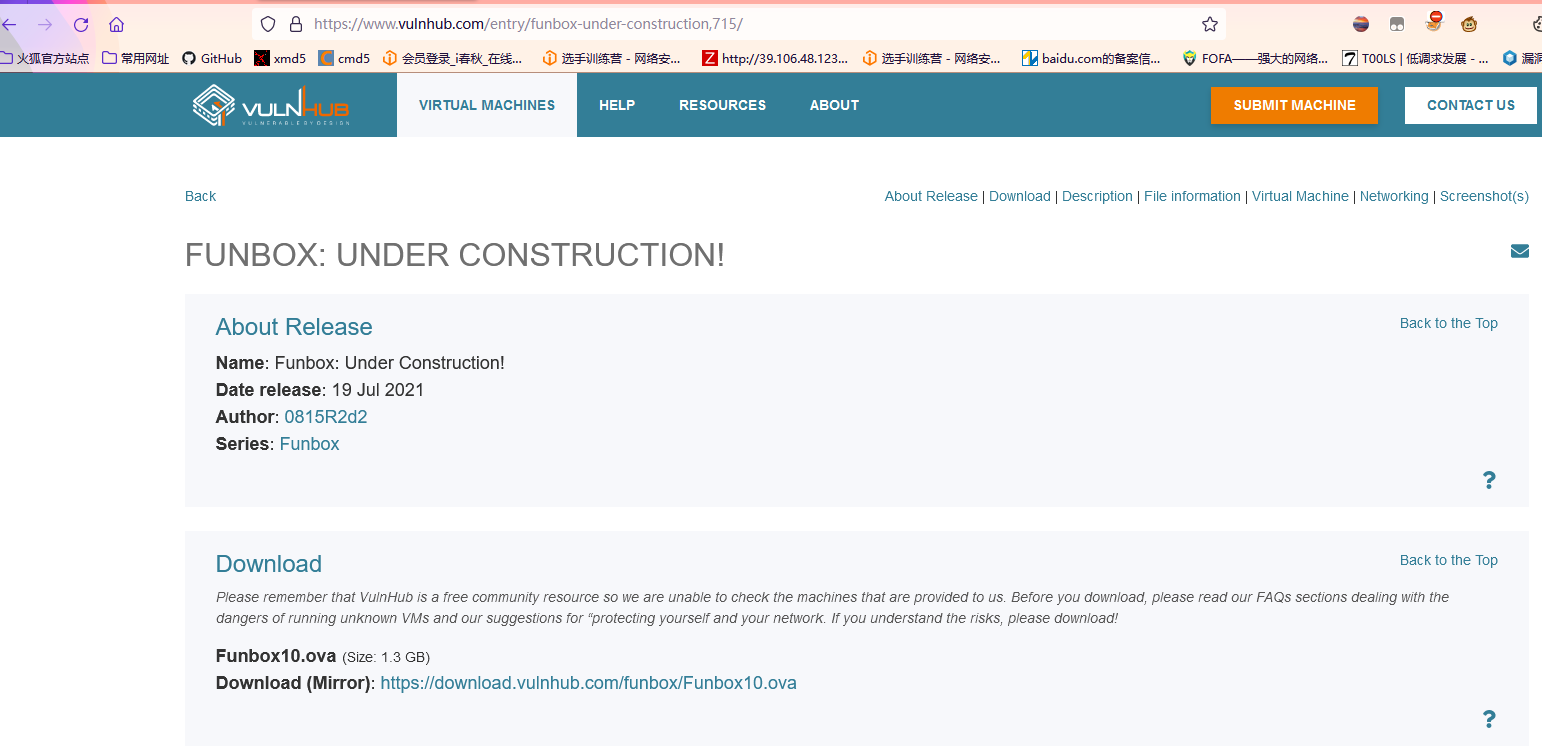 https://www.vulnhub.com/entry/funbox-under-construction,715/
火狐官方站点 常用网址 GitHub xmd5 cmd5 会员登录_i春秋_在线... 选手训练营 - 网络安... http://39.106.48.123... 选手训练营 - 网络安... baidu.com的备案信... FOFA——强大的网络... T00LS | 低调求发展 - ... 漏洞
VULNHUB VIRTUAL MACHINES HELP RESOURCES ABOUT SUBMIT MACHINE CONTACT US
VULNERABLE BY DESIGN
Back About Release | Download | Description | File information | Virtual Machine | Networking | Screenshot(s)
FUNBOX: UNDER CONSTRUCTION!
About Release Back to the Top
Name: Funbox: Under Construction!
Date release: 19 Jul 2021
Author: 0815R2d2
Series: Funbox
?
Download Back to the Top
Please remember that VulnHub is a free community resource so we are unable to check the machines that are provided to us. Before you download, please read our FAQs sections dealing with the
dangers of running unknown VMs and our suggestions for “protecting yourself and your network. If you understand the risks, please download!
Funbox10.ova (Size: 1.3 GB)
Download (Mirror): https://download.vulnhub.com/funbox/Funbox10.ova
?